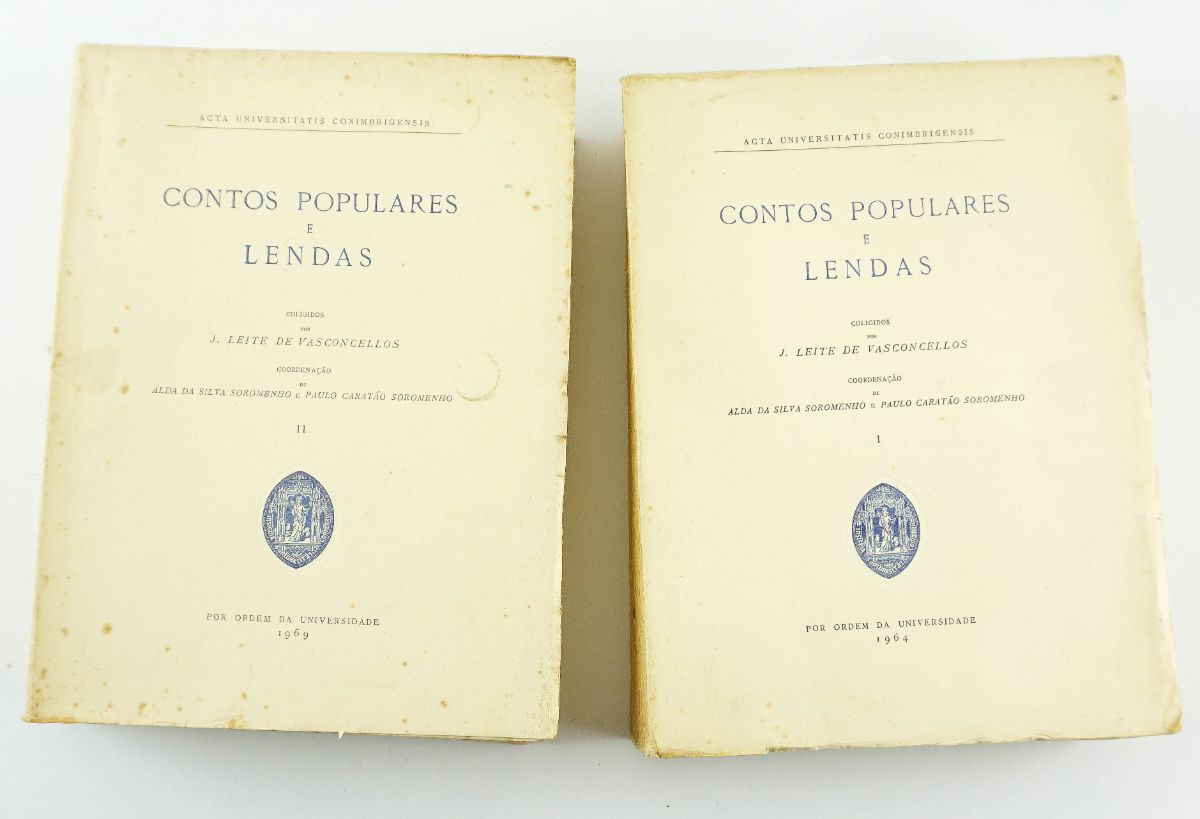 ACTA UNIVERSITATIS CONIMBRIGENSIS
CONTOS POPULARES
E
LENDAS
COLIGIDOS
POR
J. LEITE DE VASCONCELLOS
COORDENAÇÃO
DE
ALDA DA SILVA SOROMENHO E PAULO CARATÃO SOROMENHO
II
POR ORDEM DA UNIVERSIDADE
1969
ACTA UNIVERSITATIS CONIMBRIGENSIS
CONTOS POPULARES
E
LENDAS
COLIGIDOS
POR
J. LEITE DE VASCONCELLOS
COORDENAÇÃO
DE
ALDA DA SILVA SOROMENHO E PAULO CARATÃO SOROMENHO
I
POR ORDEM DA UNIVERSIDADE
1964